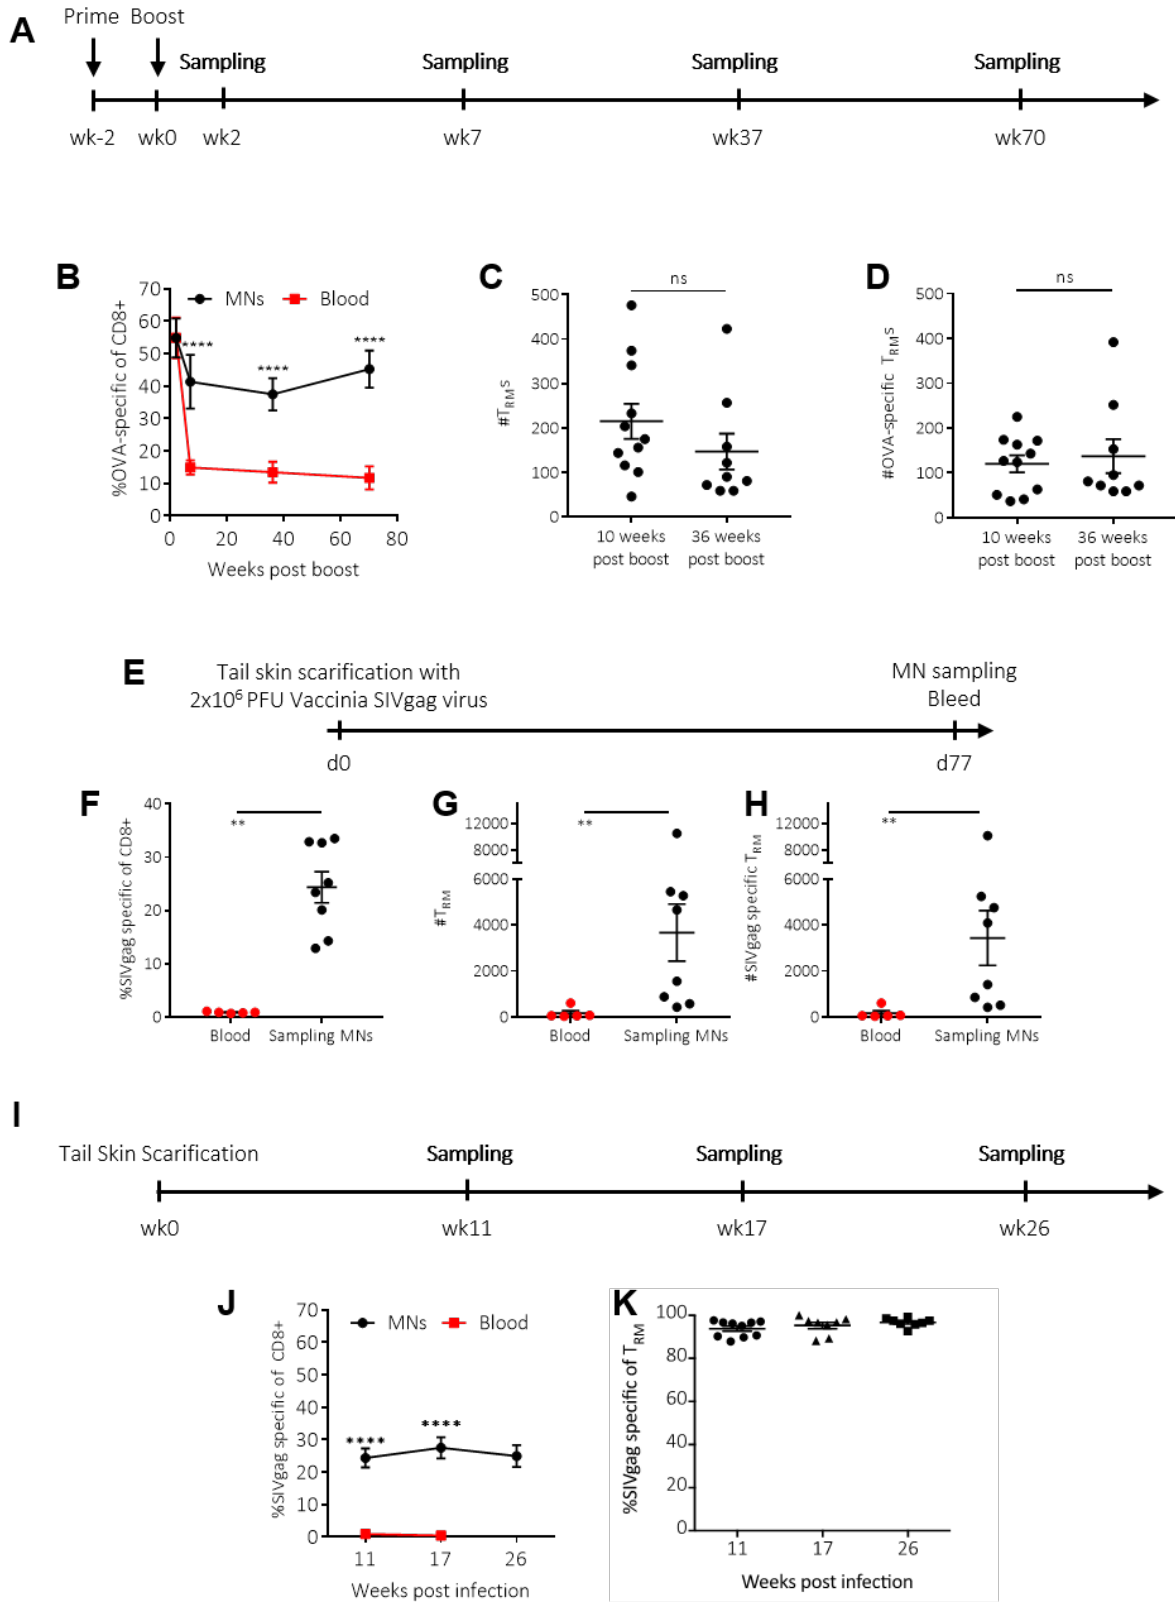 A
Prime Boost
Sampling Sampling Sampling Sampling
wk-2 wk0 wk2 wk7 wk37 wk70
B
%OVA-specific of CD8+
70
60
50
40
30
20
10
0
MNs Blood
****
****
****
0 20 40 60 80
Weeks post boost
C
#TRMS
500
400
300
200
100
0
ns
10 weeks 36 weeks
post boost post boost
D
#OVA-specific TRMS
500
400
300
200
100
0
ns
10 weeks 36 weeks
post boost post boost
E
Tail skin scarification with
2x10⁶ PFU Vaccinia SIVgag virus
MN sampling
Bleed
d0 d77
F
%SIVgag specific of CD8+
40
30
20
10
0
**
Blood Sampling MNs
G
#TRM
12000
8000
6000
4000
2000
0
**
Blood Sampling MNs
H
#SIVgag specific TRM
12000
8000
6000
4000
2000
0
**
Blood Sampling MNs
I
Tail Skin Scarification Sampling Sampling Sampling
wk0 wk11 wk17 wk26
J
%SIVgag specific of CD8+
70
60
50
40
30
20
10
0
MNs Blood
****
****
11 17 26
Weeks post infection
K
%SIVgag specific of TRM
100
80
60
40
20
0
11 17 26
Weeks post infection